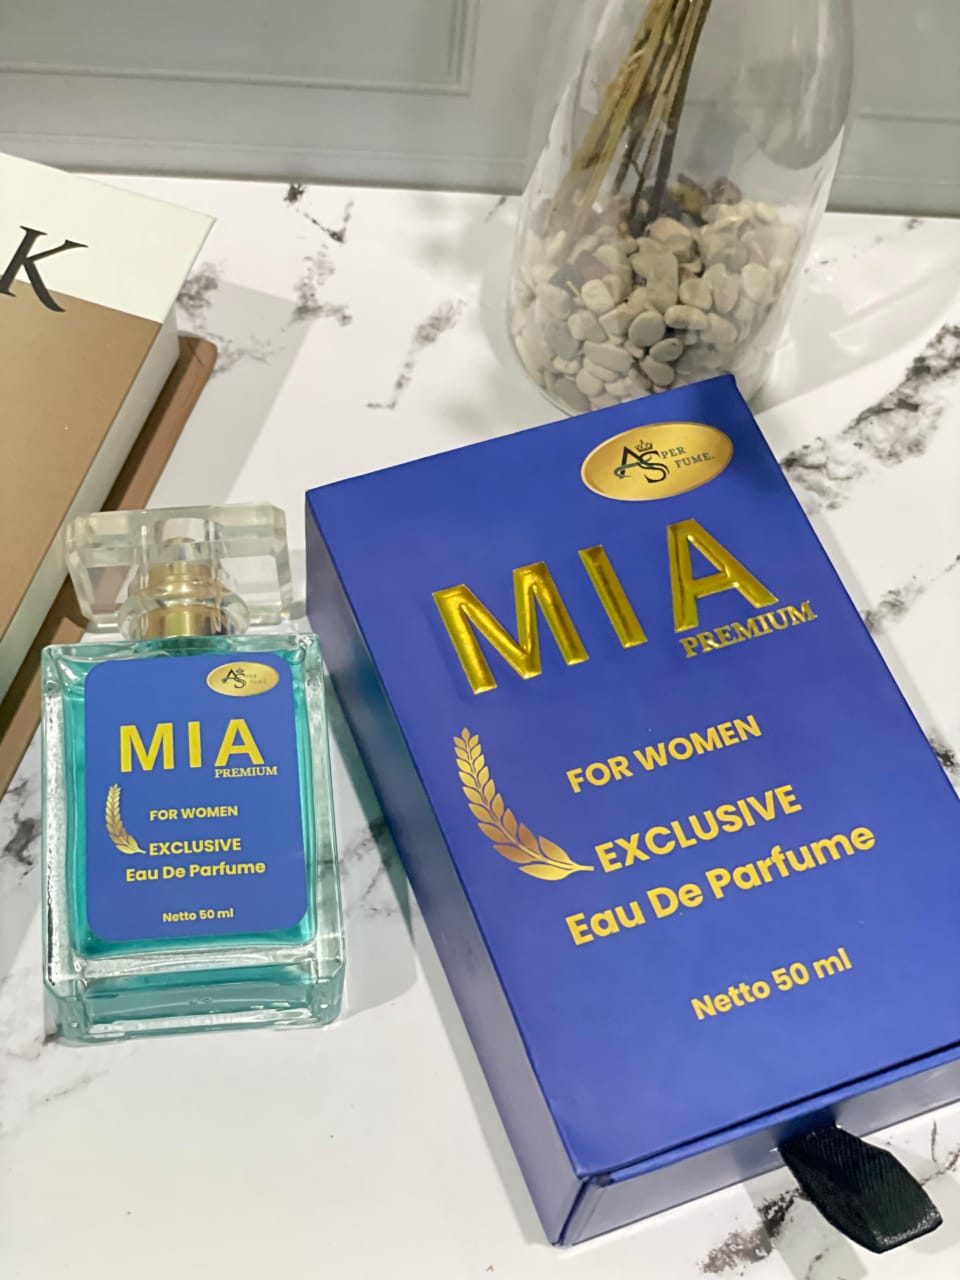 K
AS PER
FUME.
MIA
PREMIUM
FOR WOMEN
EXCLUSIVE
Eau De Parfume
Netto 50 ml
AS PER
FUME.
MIA
PREMIUM
FOR WOMEN
EXCLUSIVE
Eau De Parfume
Netto 50 ml